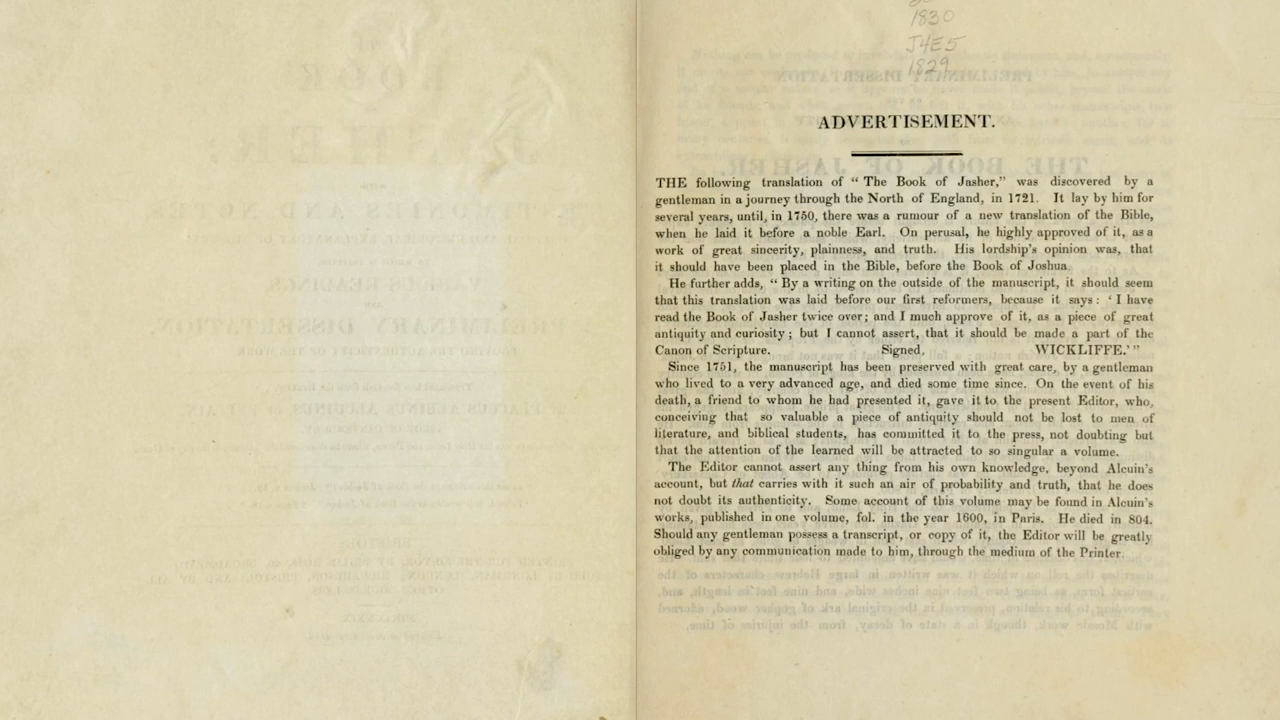 1830
J4E5
1829
ADVERTISEMENT.
THE following translation of “ The Book of Jasher,” was discovered by a
gentleman in a journey through the North of England, in 1721. It lay by him for
several years, until, in 1750, there was a rumour of a new translation of the Bible,
when he laid it before a noble Earl. On perusal, he highly approved of it, as a
work of great sincerity, plainness, and truth. His lordship's opinion was, that
it should have been placed in the Bible, before the Book of Joshua.
He further adds, “ By a writing on the outside of the manuscript, it should seem
that this translation was laid before our first reformers, because it says : ‘ I have
read the Book of Jasher twice over; and I much approve of it, as a piece of great
antiquity and curiosity ; but I cannot assert, that it should be made a part of the
Canon of Scripture. Signed, WICKLIFFE.’ ”
Since 1751, the manuscript has been preserved with great care, by a gentleman
who lived to a very advanced age, and died some time since. On the event of his
death, a friend to whom he had presented it, gave it to the present Editor, who,
conceiving that so valuable a piece of antiquity should not be lost to men of
literature, and biblical students, has committed it to the press, not doubting but
that the attention of the learned will be attracted to so singular a volume.
The Editor cannot assert any thing from his own knowledge, beyond Alcuin's
account, but that carries with it such an air of probability and truth, that he does
not doubt its authenticity. Some account of this volume may be found in Alcuin's
works, published in one volume, fol. in the year 1600, in Paris. He died in 804.
Should any gentleman possess a transcript, or copy of it, the Editor will be greatly
obliged by any communication made to him, through the medium of the Printer.